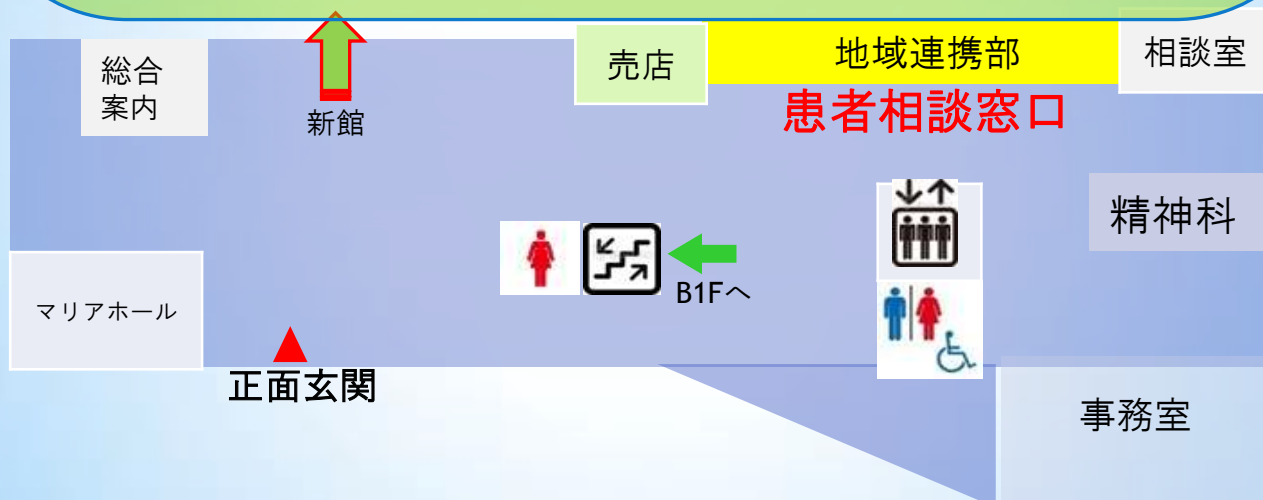 総合
案内
新館
売店
地域連携部
相談室
患者相談窓口
精神科
B1Fへ
マリアホール
正面玄関
事務室